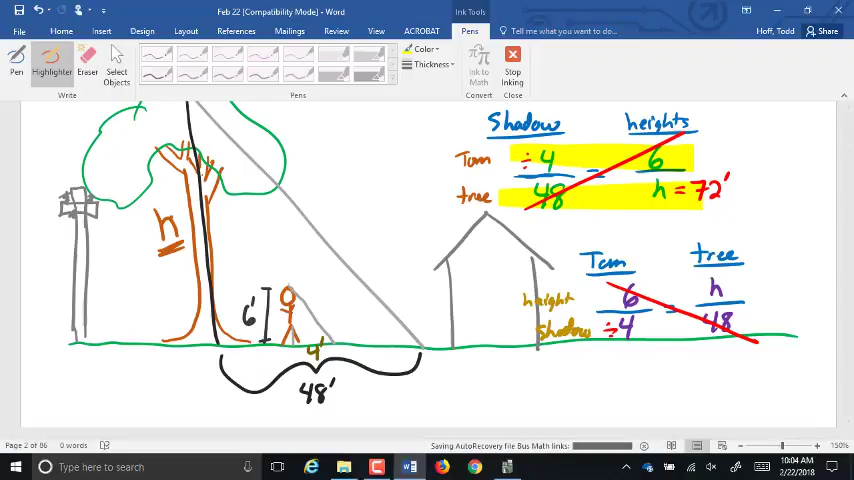 Feb 22 [Compatibility Mode] - Word
Ink Tools
Hoff, Todd
File Home Insert Design Layout References Mailings Review View ACROBAT Pens Tell me what you want to do... Share
Pen Highlighter Eraser Select Objects
Color
Thickness
Ink to Math
Stop Inking
Write Pens Convert Close
Shadow heights
Tom ÷4 = 6
tree 48 h = 72'
h
6'
4'
48'
Tom tree
height 6 = h
shadow ÷4 48
Page 2 of 86 0 words Saving AutoRecovery file Bus Math links: 150%
Type here to search
10:04 AM
2/22/2018